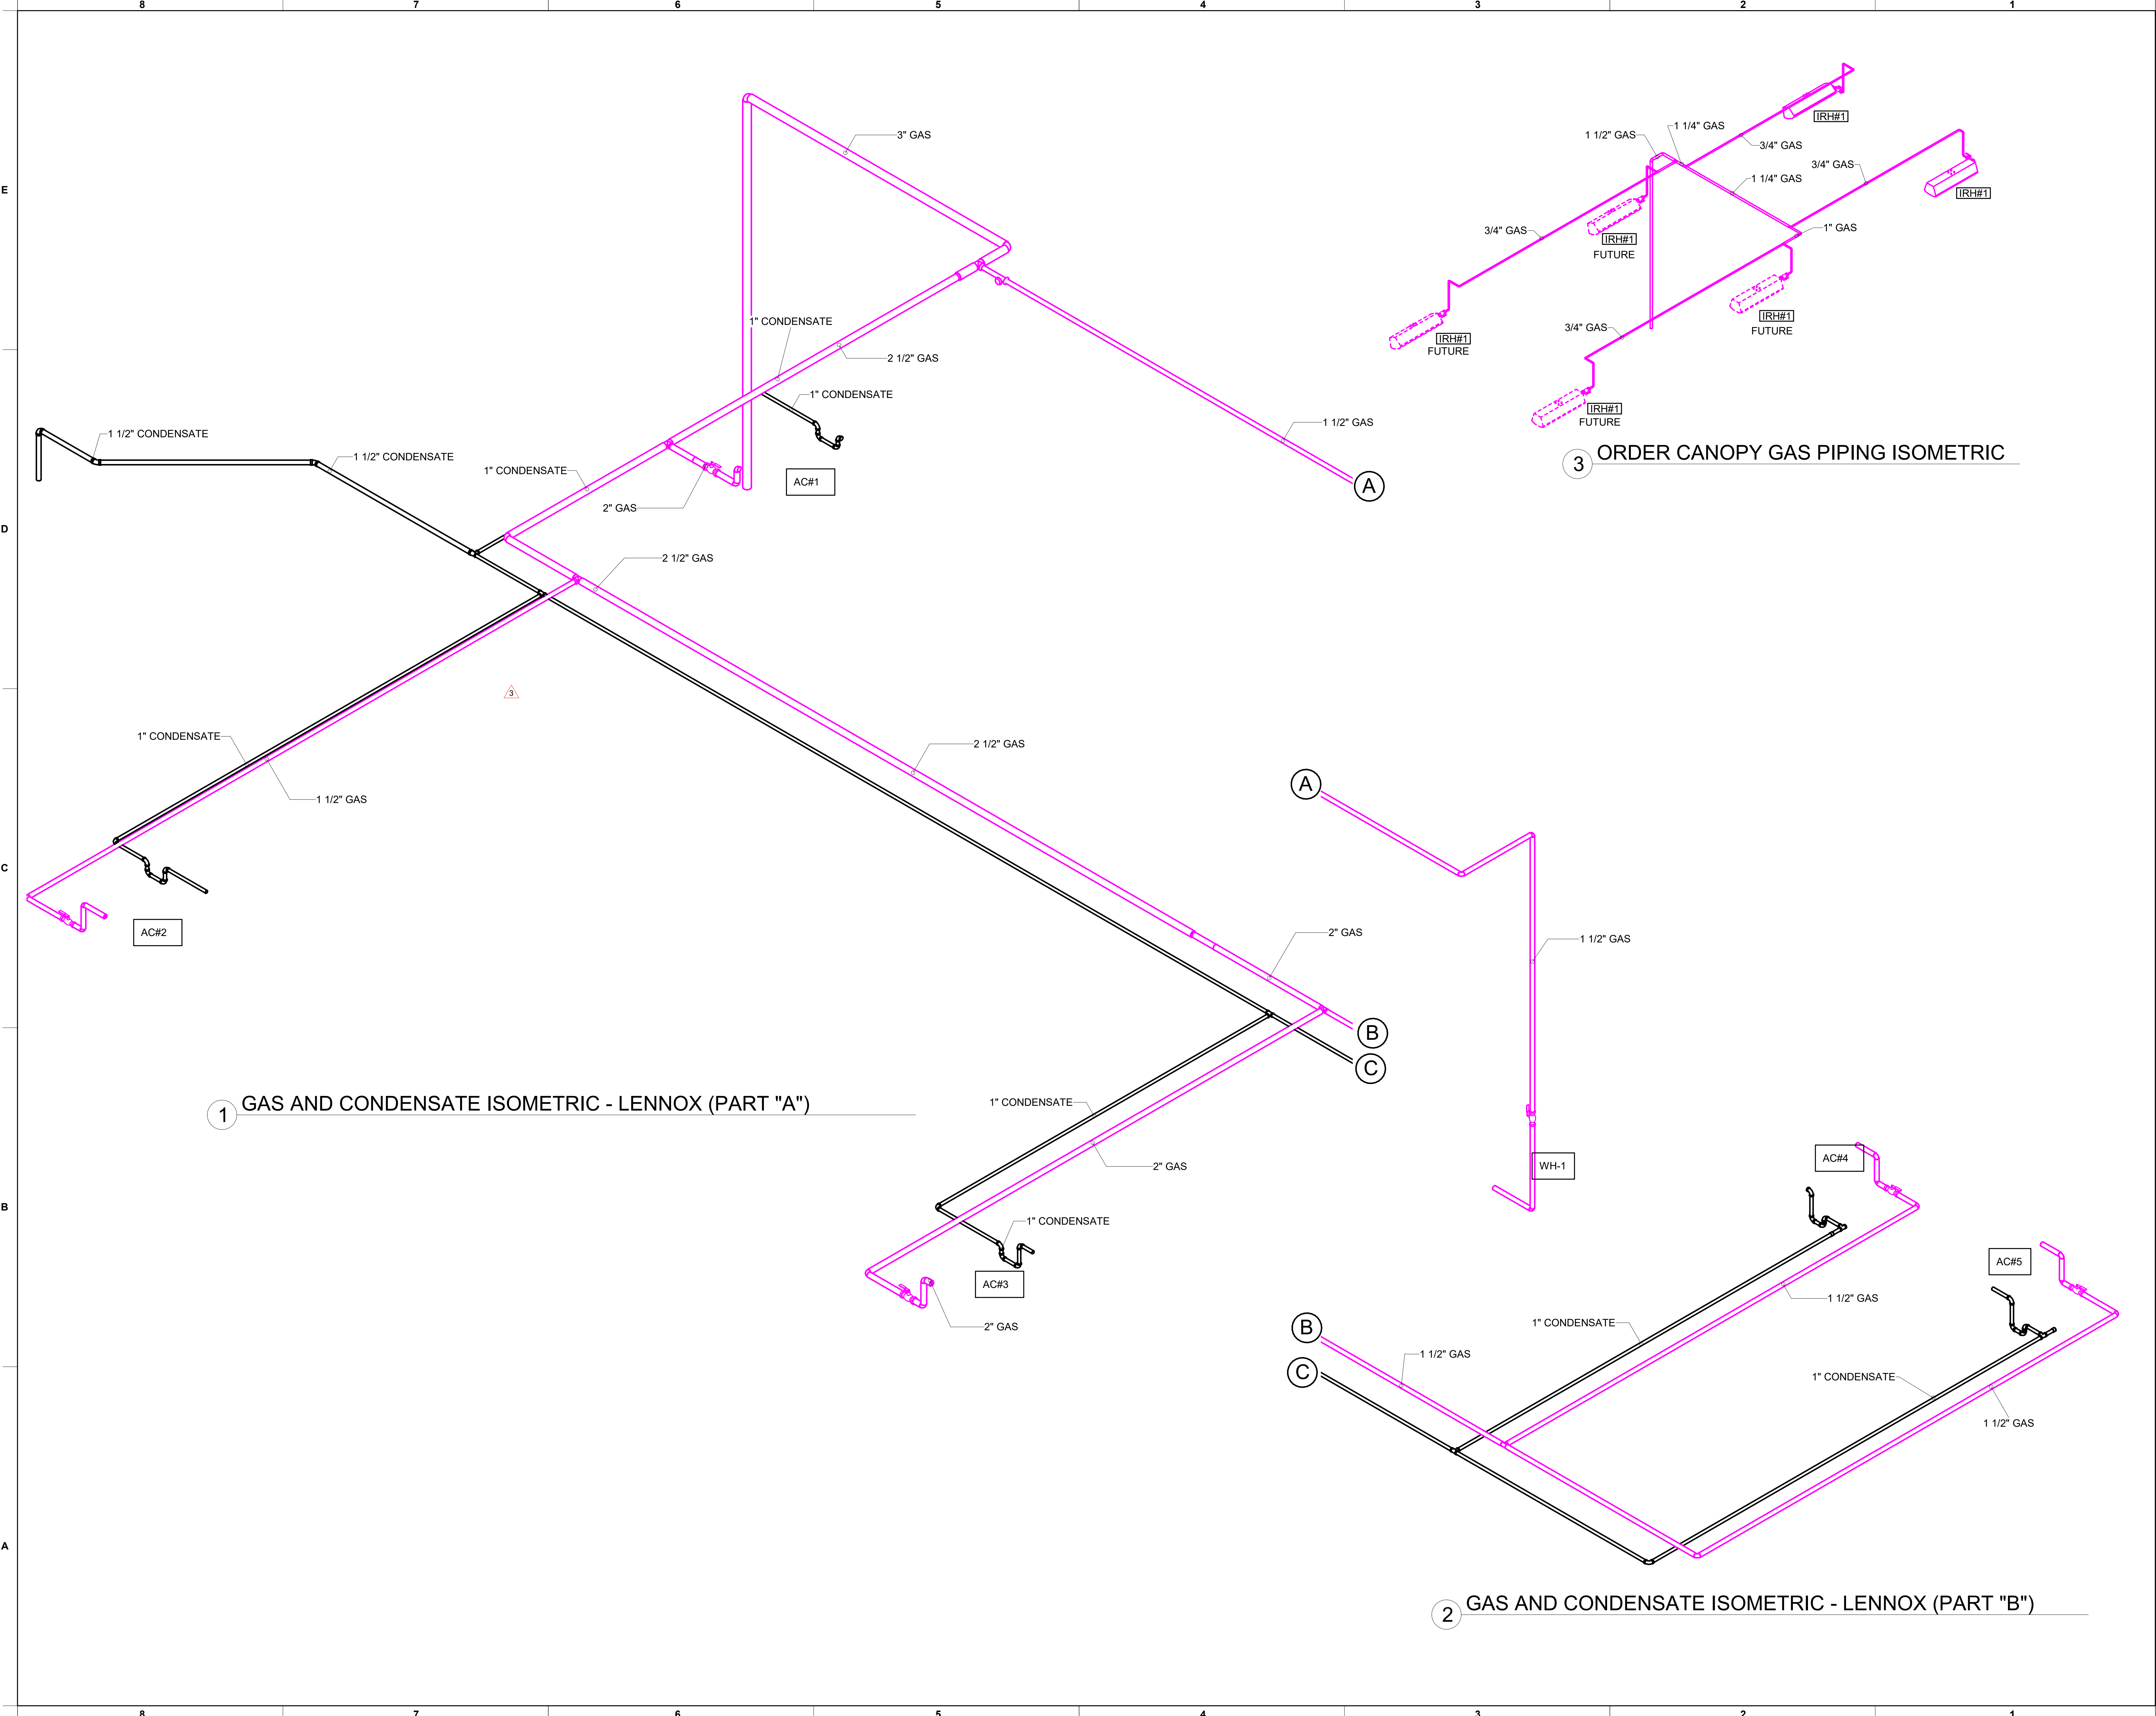 8 7 6 5 4 3 2 1
E
D
C
B
A
3" GAS
1" CONDENSATE
2 1/2" GAS
1" CONDENSATE
1 1/2" GAS
A
1 1/2" CONDENSATE
1 1/2" CONDENSATE
1" CONDENSATE
2" GAS
AC#1
2 1/2" GAS
3
1" CONDENSATE
1 1/2" GAS
2 1/2" GAS
AC#2
2" GAS
B
C
1" CONDENSATE
2" GAS
1" CONDENSATE
AC#3
2" GAS
1 GAS AND CONDENSATE ISOMETRIC - LENNOX (PART "A")
IRH#1
1 1/2" GAS
1 1/4" GAS
3/4" GAS
3/4" GAS
1 1/4" GAS
IRH#1
3/4" GAS
1" GAS
IRH#1
FUTURE
IRH#1
FUTURE
3/4" GAS
IRH#1
FUTURE
IRH#1
FUTURE
3 ORDER CANOPY GAS PIPING ISOMETRIC
A
1 1/2" GAS
WH-1
AC#4
AC#5
1 1/2" GAS
1" CONDENSATE
B
1 1/2" GAS
C
1" CONDENSATE
1 1/2" GAS
2 GAS AND CONDENSATE ISOMETRIC - LENNOX (PART "B")
8 7 6 5 4 3 2 1